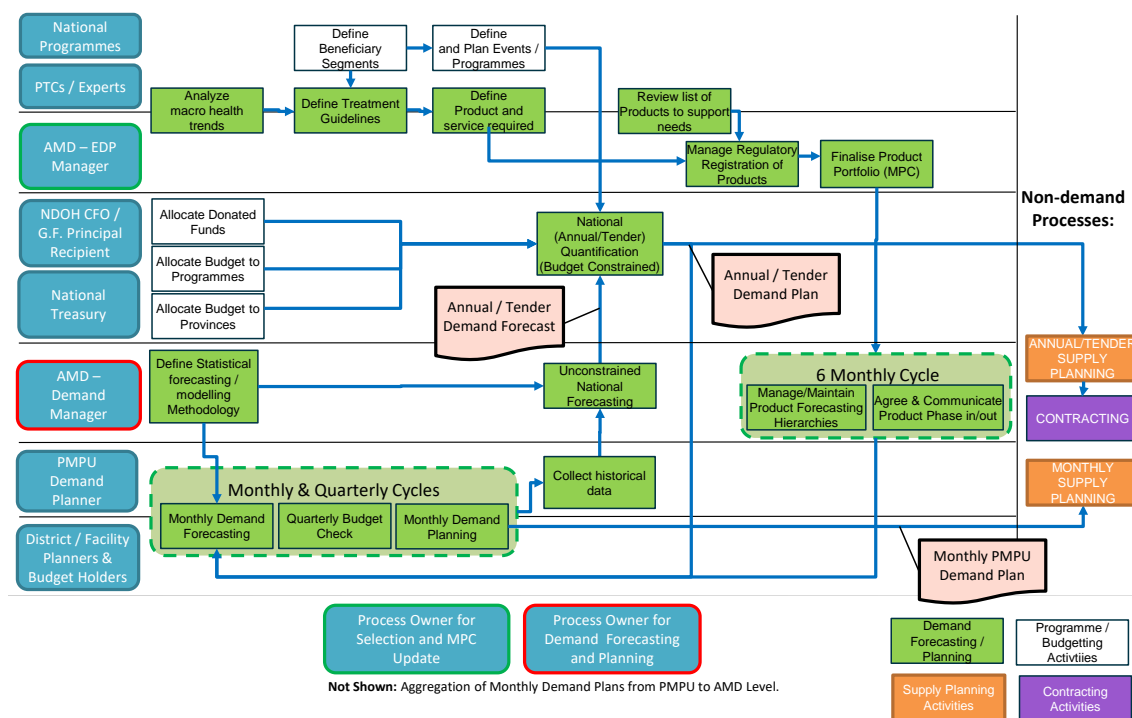 National
Programmes
Define
Beneficiary
Segments
Define
and Plan Events /
Programmes
PTCs / Experts
Analyze
macro health
trends
Define Treatment
Guidelines
Define
Product and
service required
Review list of
Products to support
needs
AMD – EDP
Manager
Manage Regulatory
Registration of
Products
Finalise Product
Portfolio (MPC)
Non-demand
Processes:
NDOH CFO /
G.F. Principal
Recipient
Allocate Donated
Funds
National
(Annual/Tender)
Quantification
(Budget Constrained)
Allocate Budget to
Programmes
National
Treasury
Allocate Budget to
Provinces
Annual / Tender
Demand Forecast
Annual / Tender
Demand Plan
AMD –
Demand
Manager
Define Statistical
forecasting /
modelling
Methodology
Unconstrained
National
Forecasting
6 Monthly Cycle
Manage/Maintain
Product Forecasting
Hierarchies
Agree & Communicate
Product Phase in/out
ANNUAL/TENDER
SUPPLY
PLANNING
CONTRACTING
PMPU
Demand
Planner
Collect historical
data
MONTHLY
SUPPLY
PLANNING
Monthly & Quarterly Cycles
Monthly Demand
Forecasting
Quarterly Budget
Check
Monthly Demand
Planning
District / Facility
Planners &
Budget Holders
Monthly PMPU
Demand Plan
Process Owner for
Selection and MPC
Update
Process Owner for
Demand Forecasting
and Planning
Demand
Forecasting /
Planning
Programme /
Budgetting
Activtiies
Supply Planning
Activities
Contracting
Activities
Not Shown: Aggregation of Monthly Demand Plans from PMPU to AMD Level.